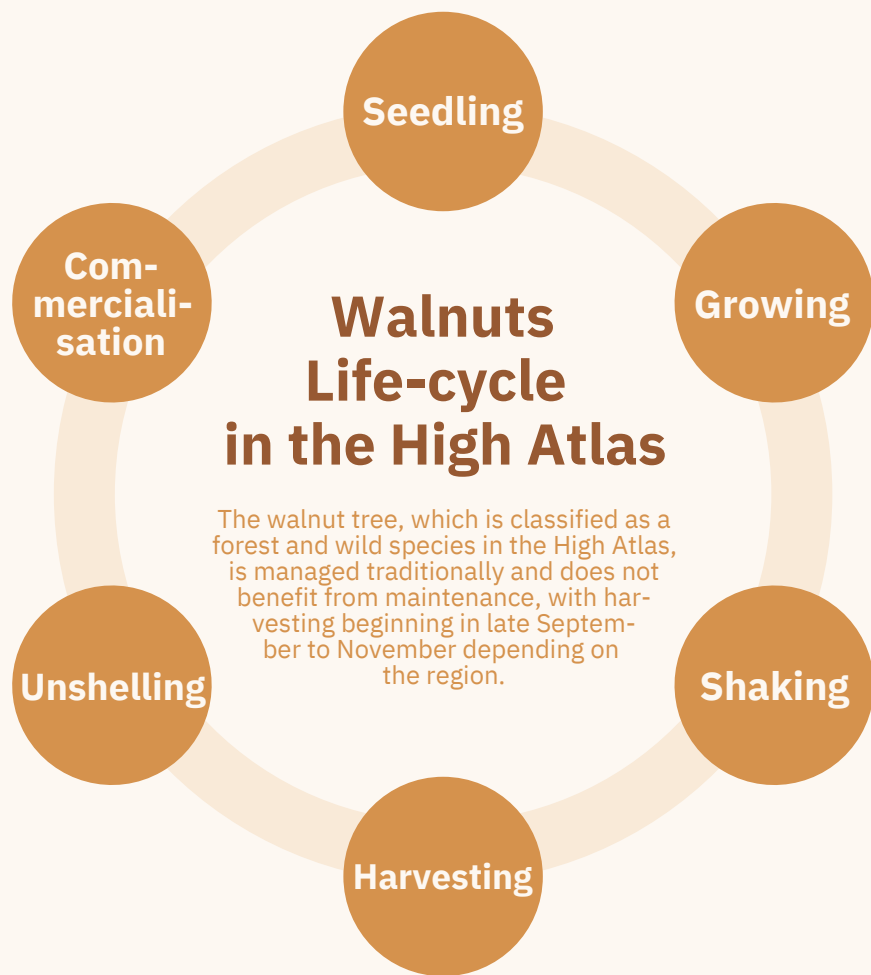 Seedling
Growing
Shaking
Harvesting
Unshelling
Com-
merciali-
sation
Walnuts
Life-cycle
in the High Atlas
The walnut tree, which is classified as a
forest and wild species in the High Atlas,
is managed traditionally and does not
benefit from maintenance, with har-
vesting beginning in late Septem-
ber to November depending on
the region.